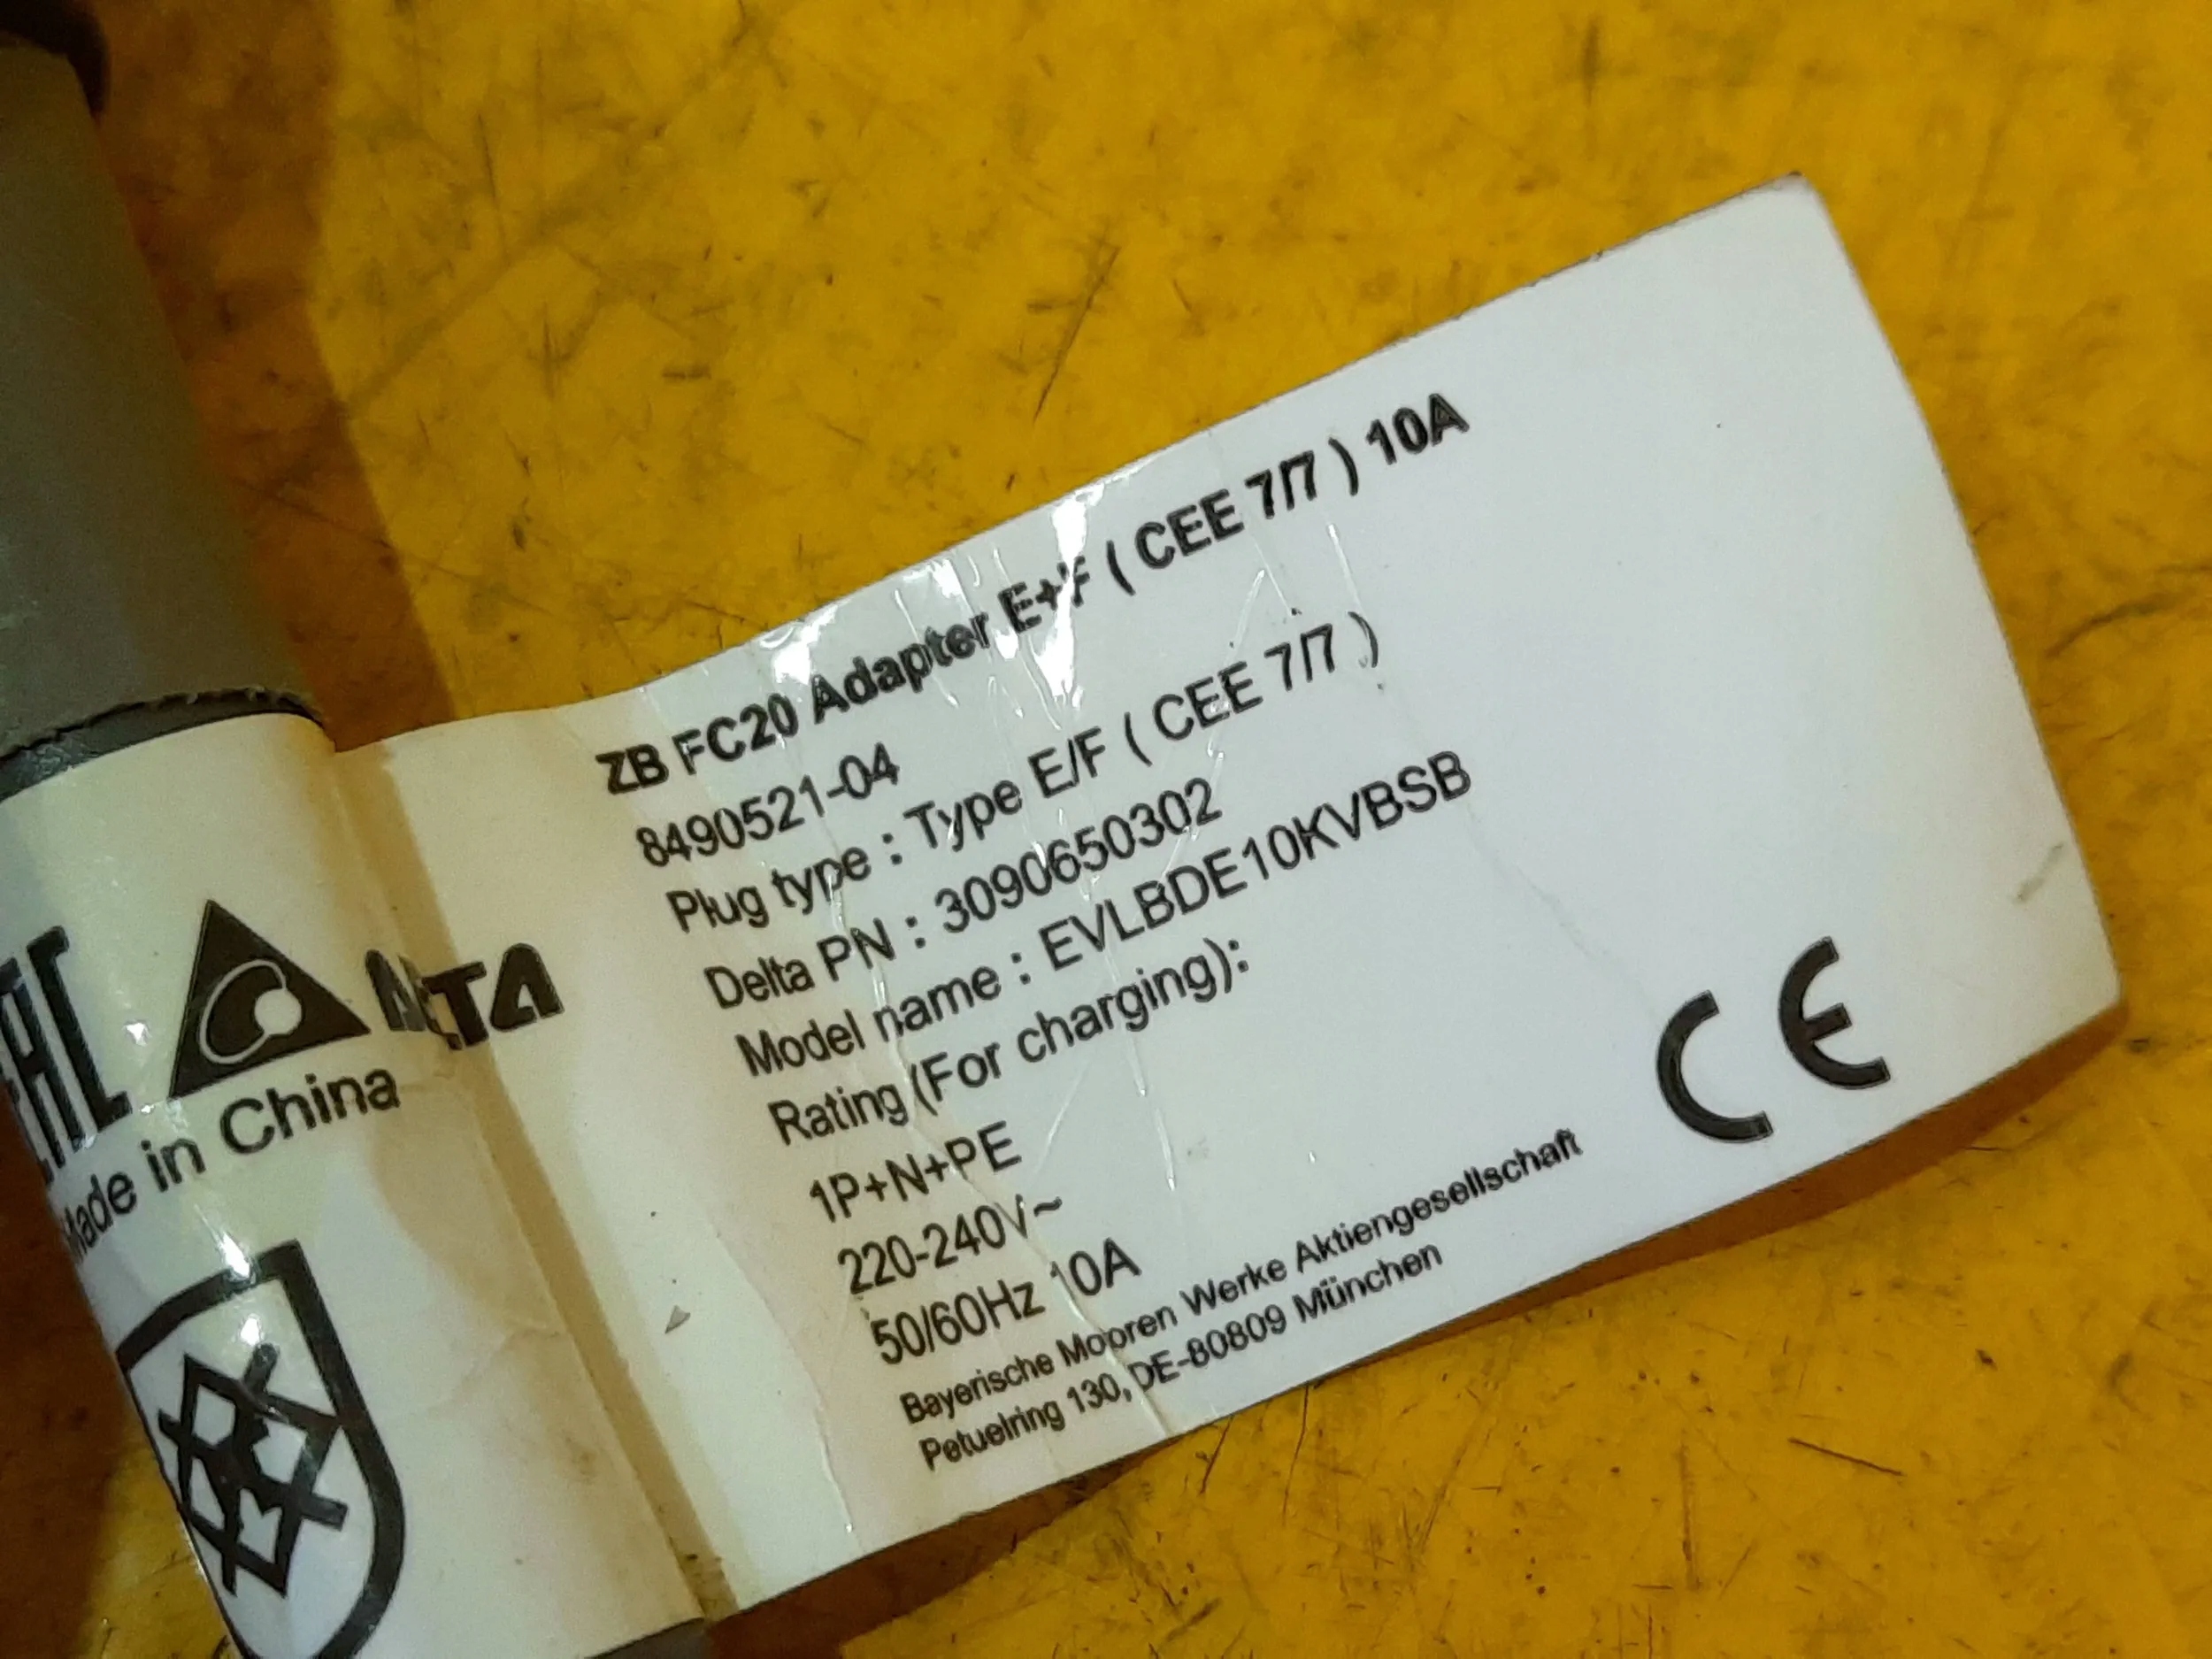 ZB FC20 Adapter E+F ( CEE 7/7 ) 10A
8490521-04
Plug type : Type E/F ( CEE 7/7 )
Delta PN : 3090650302
Model name : EVLBDE10KVBSB
Rating (For charging):
1P+N+PE
220-240V~
50/60Hz 10A
Bayerische Mooren Werke Aktiengesellschaft
Petuelring 130, DE-80809 München
CE
EAC
DELTA
Made in China